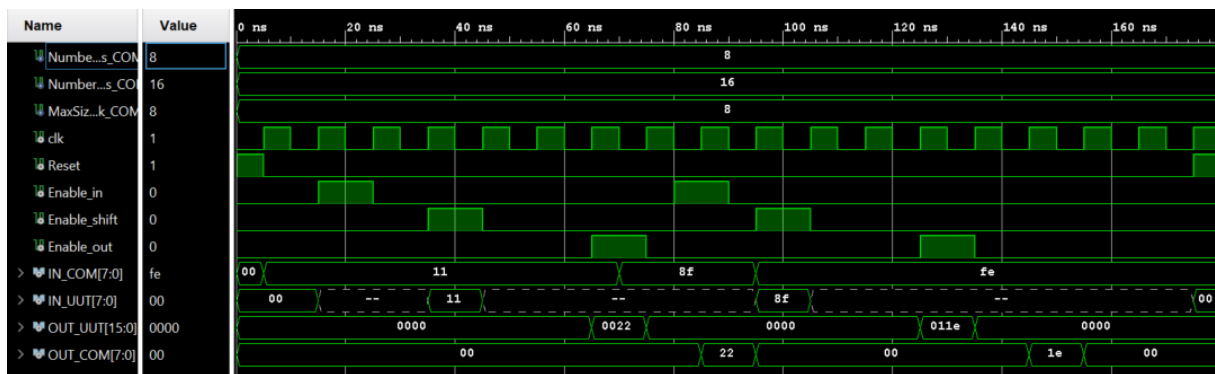 Name Value 0 ns 20 ns 40 ns 60 ns 80 ns 100 ns 120 ns 140 ns 160 ns
Numbe...s_COM 8 8
Number...s_COM 16 16
MaxSiz...k_COM 8 8
clk 1
Reset 1
Enable_in 0
Enable_shift 0
Enable_out 0
> IN_COM[7:0] fe 00 11 8f fe
> IN_UUT[7:0] 00 00 -- 11 -- 8f -- 00
> OUT_UUT[15:0] 0000 0000 0022 0000 011e 0000
> OUT_COM[7:0] 00 00 22 00 1e 00